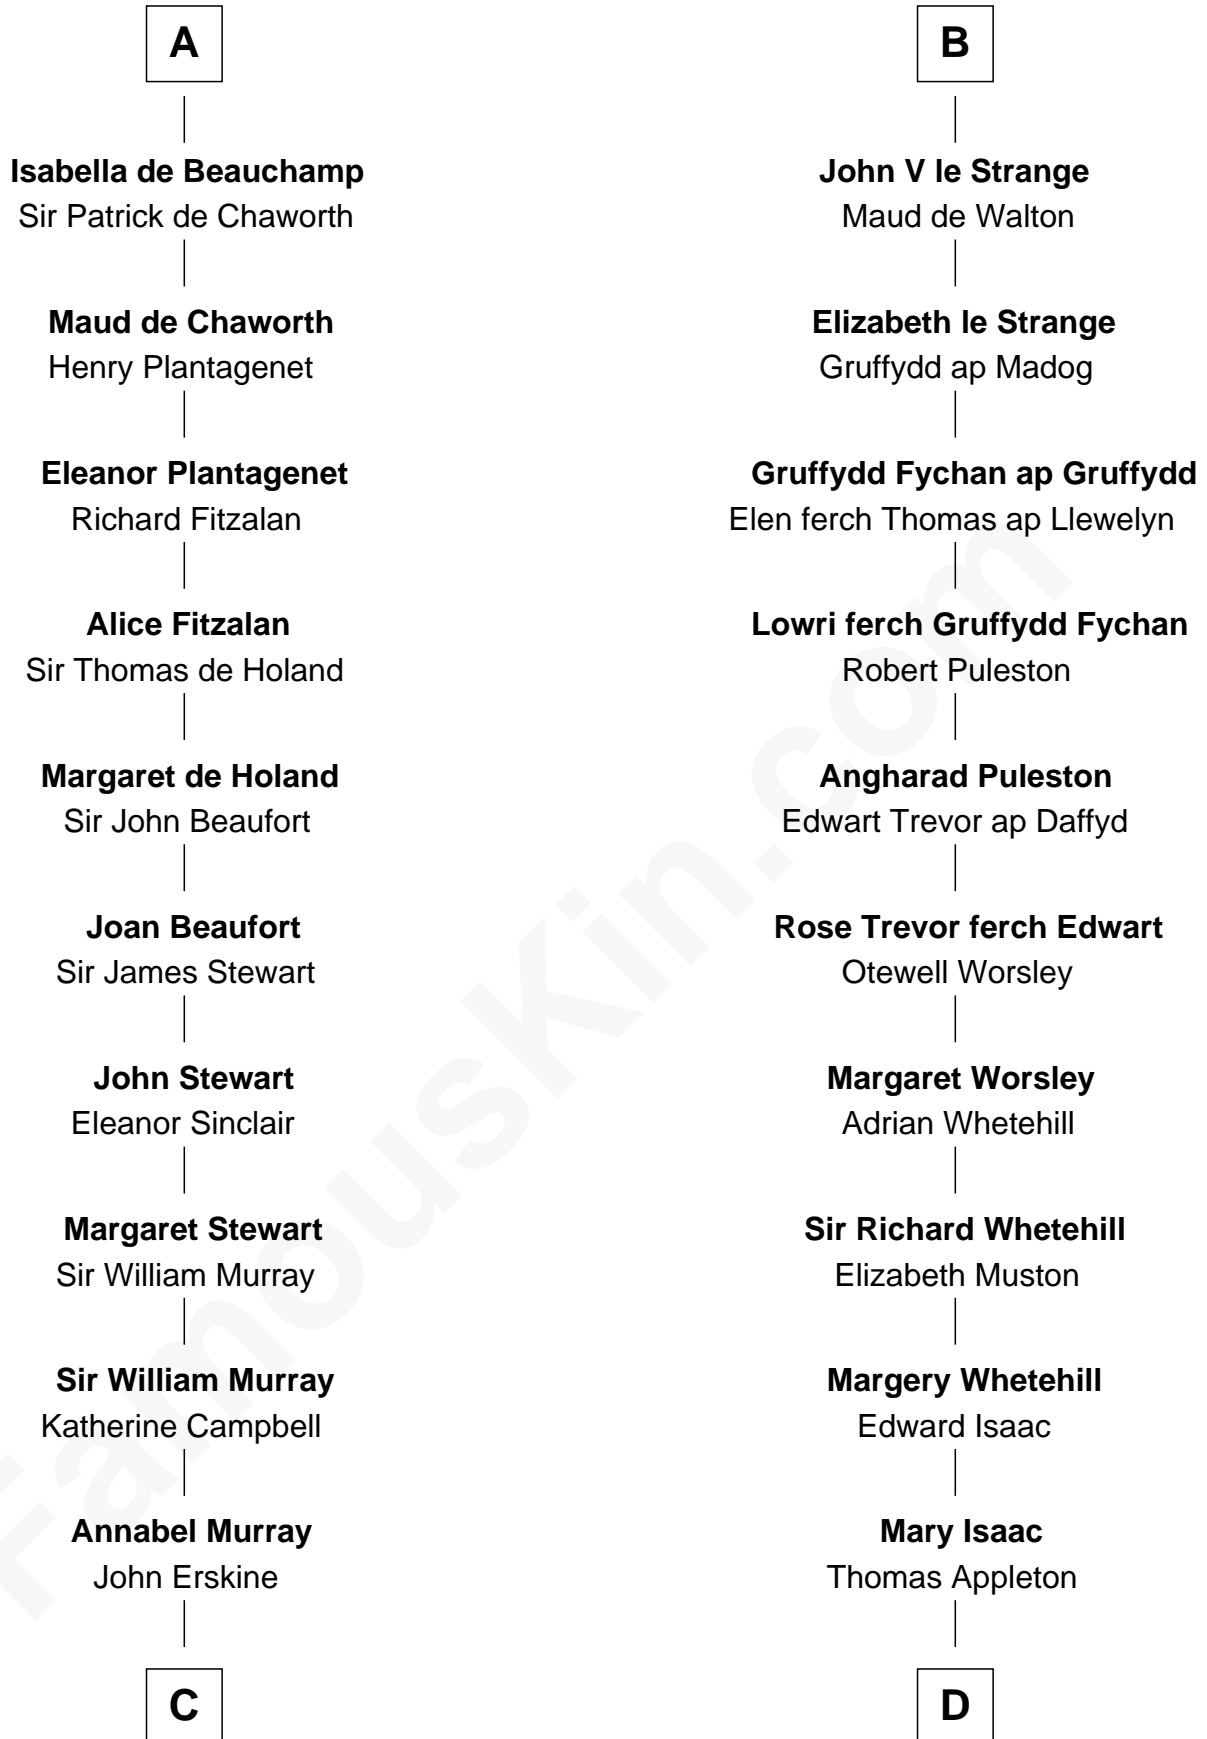 A
Isabella de Beauchamp
Sir Patrick de Chaworth
Maud de Chaworth
Henry Plantagenet
Eleanor Plantagenet
Richard Fitzalan
Alice Fitzalan
Sir Thomas de Holand
Margaret de Holand
Sir John Beaufort
Joan Beaufort
Sir James Stewart
John Stewart
Eleanor Sinclair
Margaret Stewart
Sir William Murray
Sir William Murray
Katherine Campbell
Annabel Murray
John Erskine
C
B
John V le Strange
Maud de Walton
Elizabeth le Strange
Gruffydd ap Madog
Gruffydd Fychan ap Gruffydd
Elen ferch Thomas ap Llewelyn
Lowri ferch Gruffydd Fychan
Robert Puleston
Angharad Puleston
Edwart Trevor ap Daffyd
Rose Trevor ferch Edwart
Otewell Worsley
Margaret Worsley
Adrian Whetehill
Sir Richard Whetehill
Elizabeth Muston
Margery Whetehill
Edward Isaac
Mary Isaac
Thomas Appleton
D
FamousKin.com